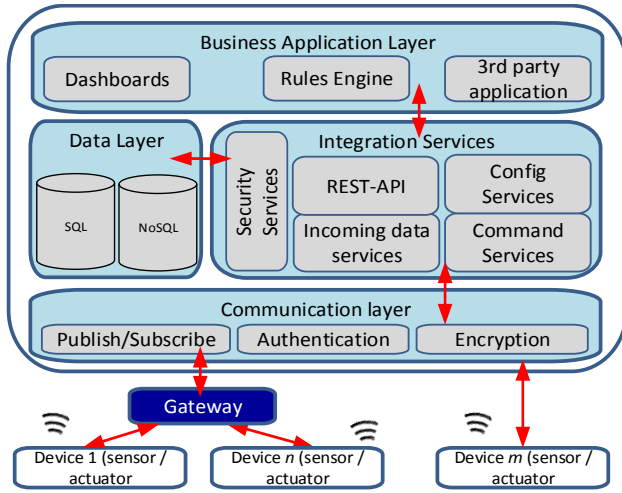 Business Application Layer
Dashboards
Rules Engine
3rd party
application
Data Layer
SQL
NoSQL
Integration Services
Security
Services
REST-API
Config
Services
Incoming data
services
Command
Services
Communication layer
Publish/Subscribe
Authentication
Encryption
Gateway
Device 1 (sensor /
actuator
Device n (sensor /
actuator
Device m (sensor /
actuator